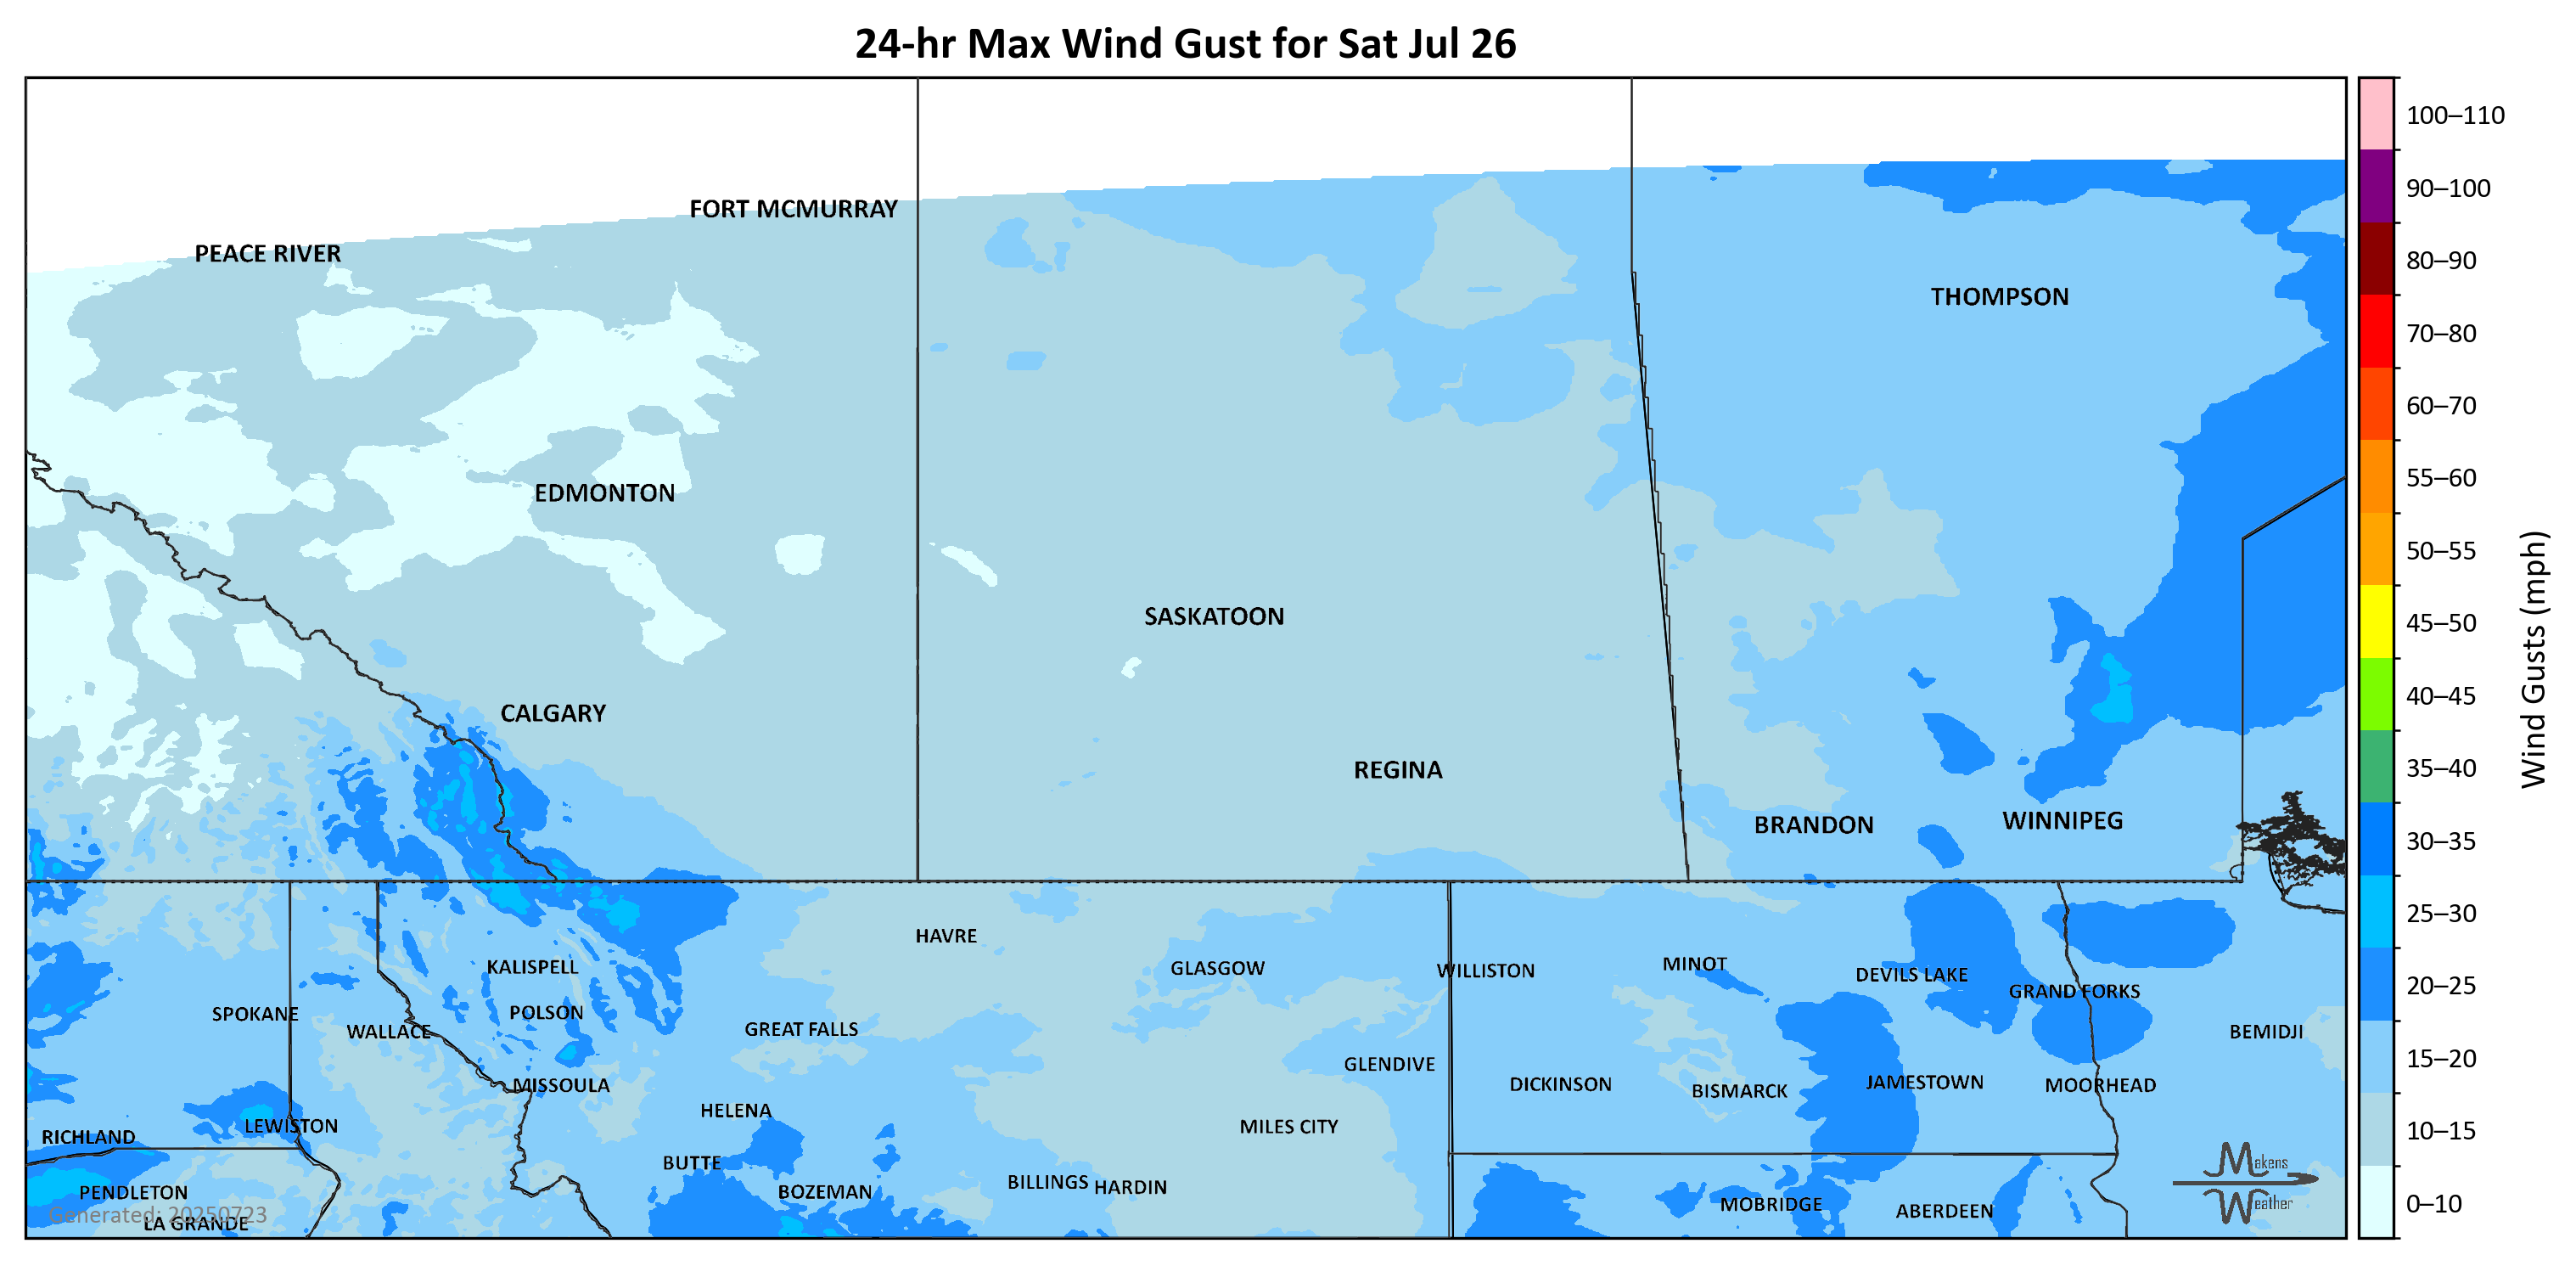 24-hr Max Wind Gust for Sat Jul 26
100–110
FORT MCMURRAY
90–100
PEACE RIVER
80–90
THOMPSON
70–80
60–70
55–60
EDMONTON
50–55
45–50
SASKATOON
Wind Gusts (mph)
40–45
CALGARY
35–40
REGINA
30–35
BRANDON
WINNIPEG
25–30
HAVRE
KALISPELL
GLASGOW
WILLISTON
MINOT
DEVILS LAKE
20–25
GRAND FORKS
SPOKANE
POLSON
WALLACE
GREAT FALLS
BEMIDJI
15–20
GLENDIVE
MISSOULA
DICKINSON
BISMARCK
JAMESTOWN
MOORHEAD
HELENA
LEWISTON
MILES CITY
10–15
RICHLAND
BUTTE
Makens
Weather
PENDLETON
BOZEMAN
BILLINGS
HARDIN
MOBRIDGE
ABERDEEN
0–10
Generated: 20250723
LA GRANDE